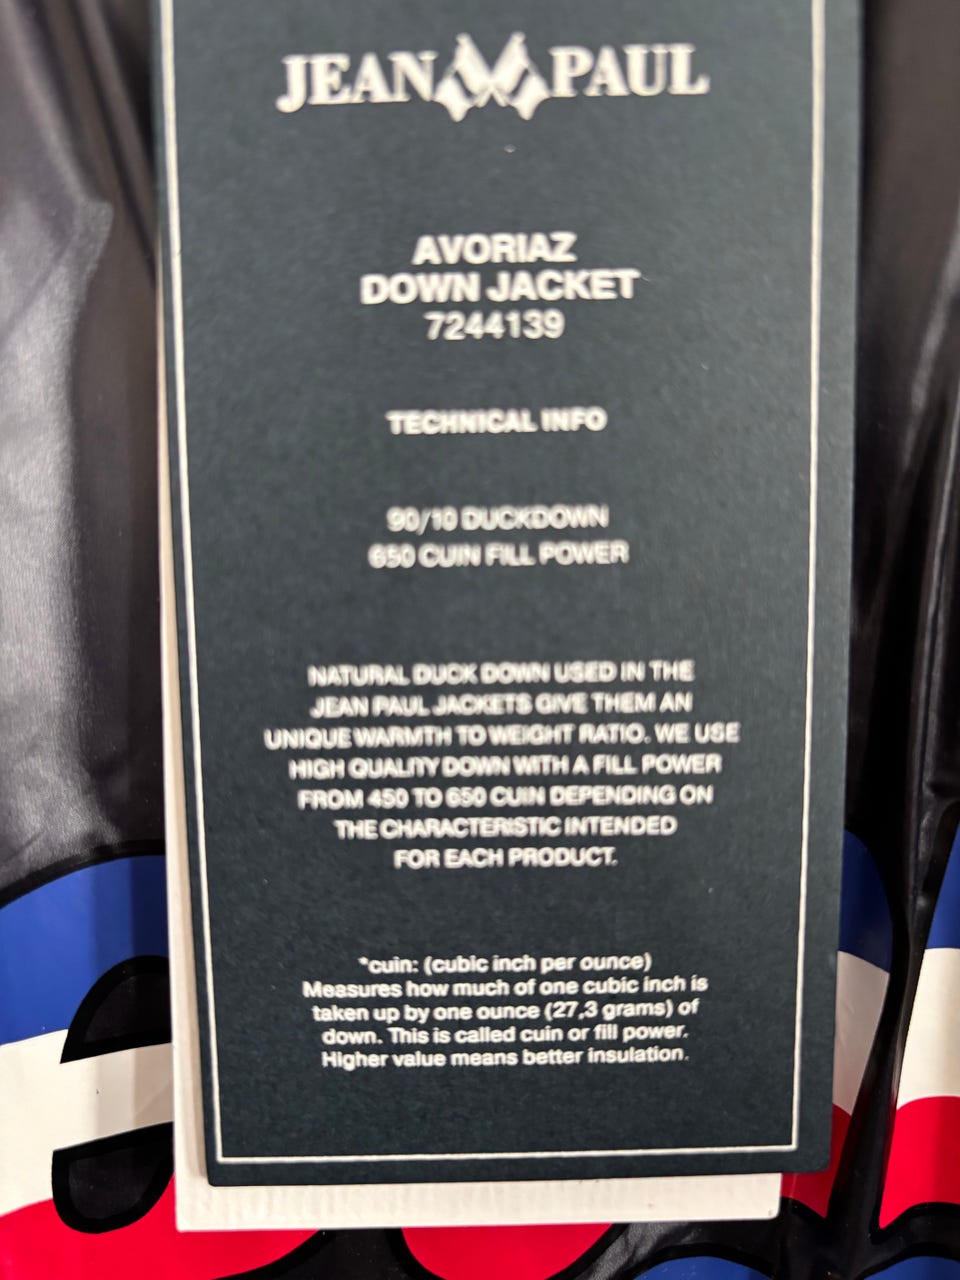 JEAN PAUL
AVORIAZ
DOWN JACKET
7244139
TECHNICAL INFO
90/10 DUCKDOWN
650 CUIN FILL POWER
NATURAL DUCK DOWN USED IN THE
JEAN PAUL JACKETS GIVE THEM AN
UNIQUE WARMTH TO WEIGHT RATIO. WE USE
HIGH QUALITY DOWN WITH A FILL POWER
FROM 450 TO 650 CUIN DEPENDING ON
THE CHARACTERISTIC INTENDED
FOR EACH PRODUCT.
*cuin: (cubic inch per ounce)
Measures how much of one cubic inch is
taken up by one ounce (27,3 grams) of
down. This is called cuin or fill power.
Higher value means better insulation.